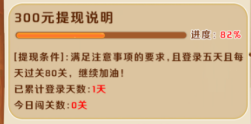 300元提现说明
进度：82%
[提现条件]：满足注意事项的要求，且登录五天且每
天过关80关，继续加油！
已累计登录天数：1天
今日闯关数：0关